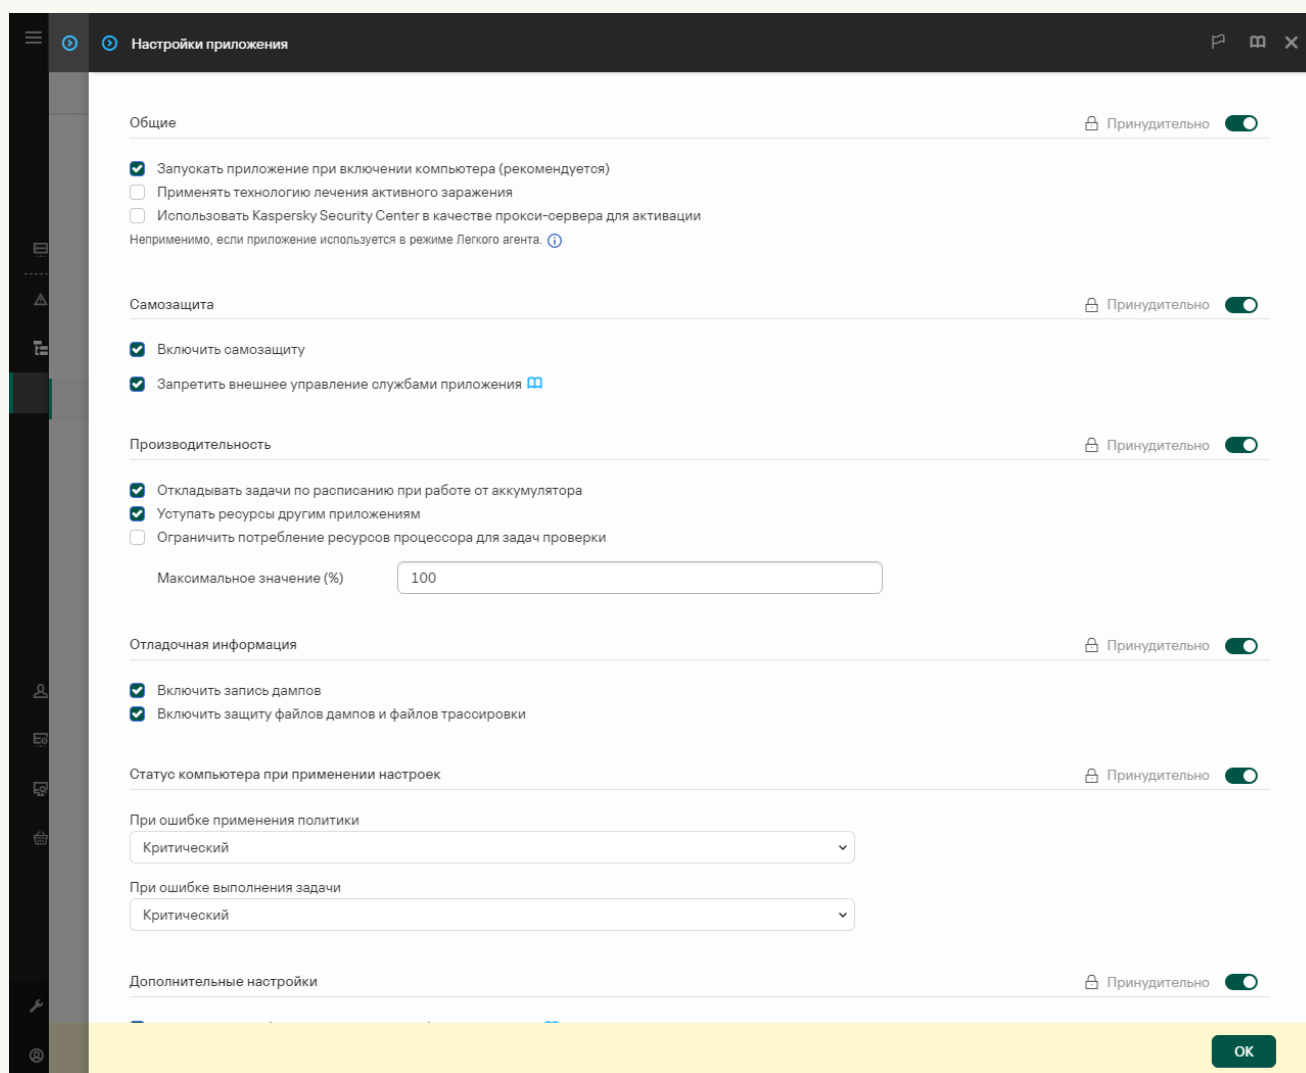 Настройки приложения
Общие
Принудительно
Запускать приложение при включении компьютера (рекомендуется)
Применять технологию лечения активного заражения
Использовать Kaspersky Security Center в качестве прокси-сервера для активации
Неприменимо, если приложение используется в режиме Легкого агента.
Самозащита
Принудительно
Включить самозащиту
Запретить внешнее управление службами приложения
Производительность
Принудительно
Откладывать задачи по расписанию при работе от аккумулятора
Уступать ресурсы другим приложениям
Ограничить потребление ресурсов процессора для задач проверки
Максимальное значение (%)
100
Отладочная информация
Принудительно
Включить запись дампов
Включить защиту файлов дампов и файлов трассировки
Статус компьютера при применении настроек
Принудительно
При ошибке применения политики
Критический
При ошибке выполнения задачи
Критический
Дополнительные настройки
Принудительно
ОК